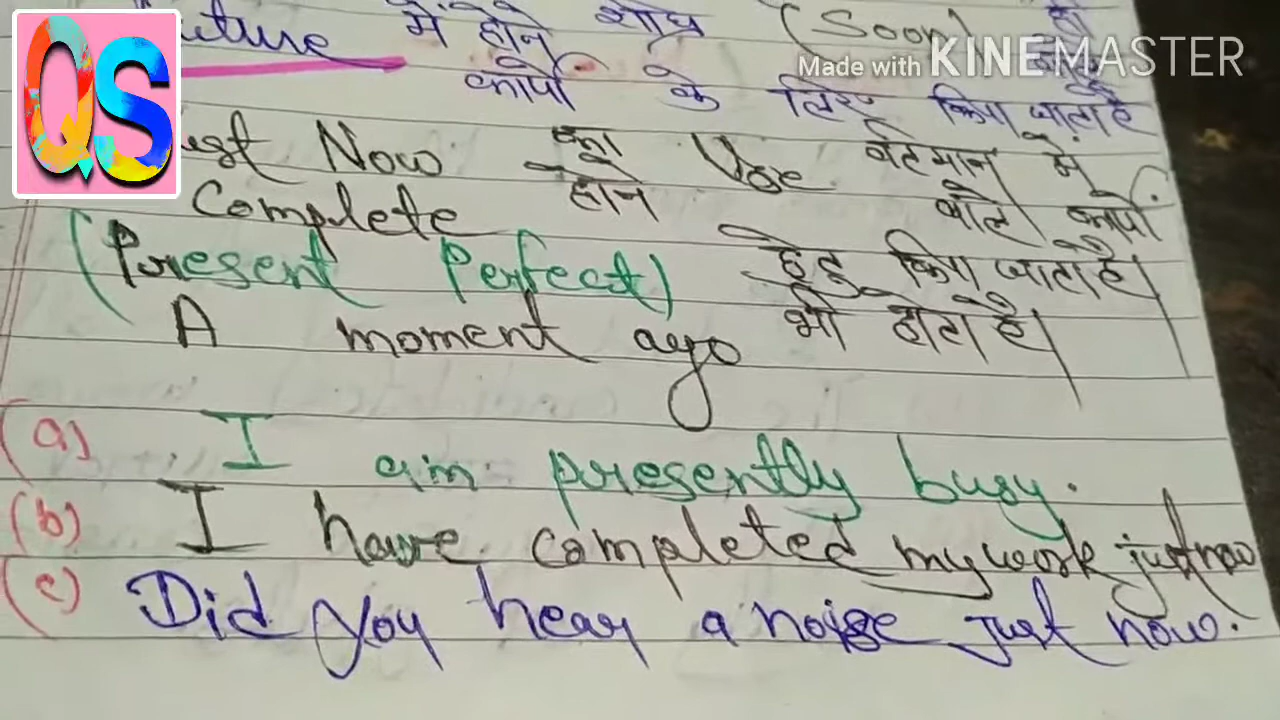 QS
Made with KINEMASTER
uture में होने शीघ्र (Soon) ही
कार्यो के लिए किया जाता है
ust Now का Use वर्तमान में
Complete होने वाले कार्यों
(Present Perfect) हेतु किया जाता है।
A moment ago भी होता है।
(a) I am presently busy.
(b) I have completed my work just now
(c) Did you hear a noise just now.